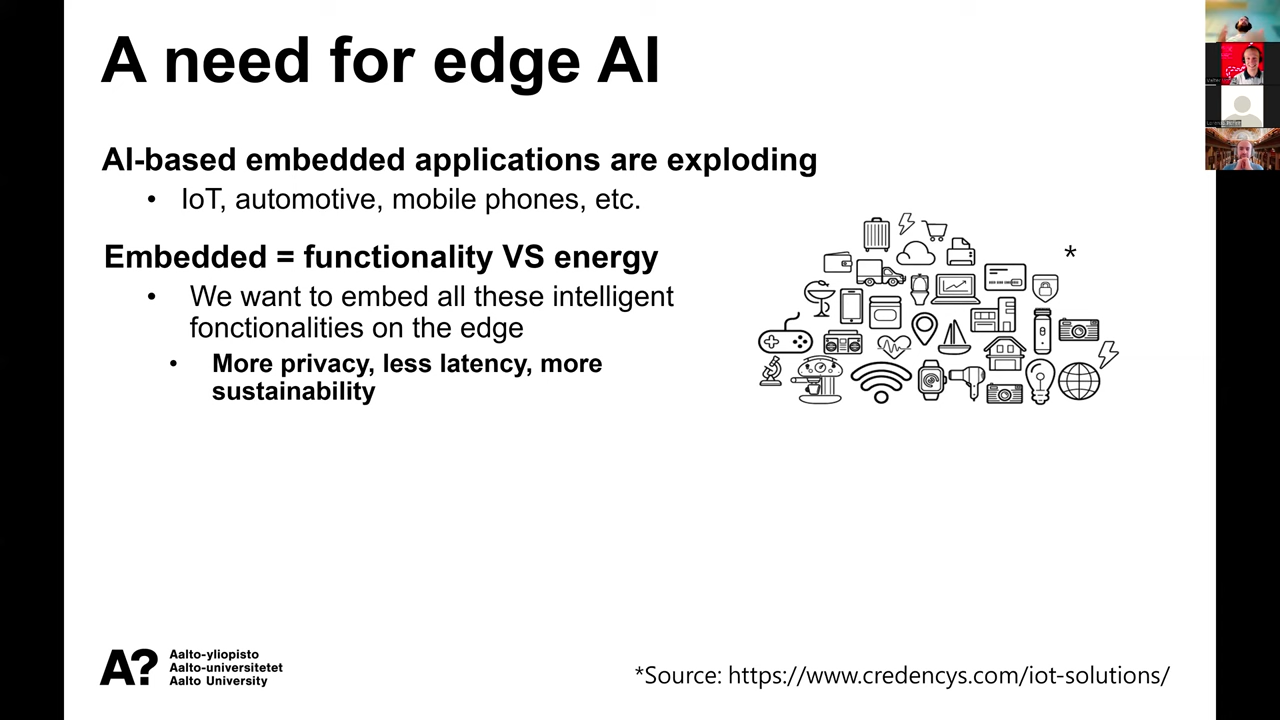 A need for edge AI
AI-based embedded applications are exploding
• IoT, automotive, mobile phones, etc.
Embedded = functionality VS energy
• We want to embed all these intelligent
fonctionalities on the edge
• More privacy, less latency, more
sustainability
*
A?
Aalto-yliopisto
Aalto-universitetet
Aalto University
*Source: https://www.credencys.com/iot-solutions/